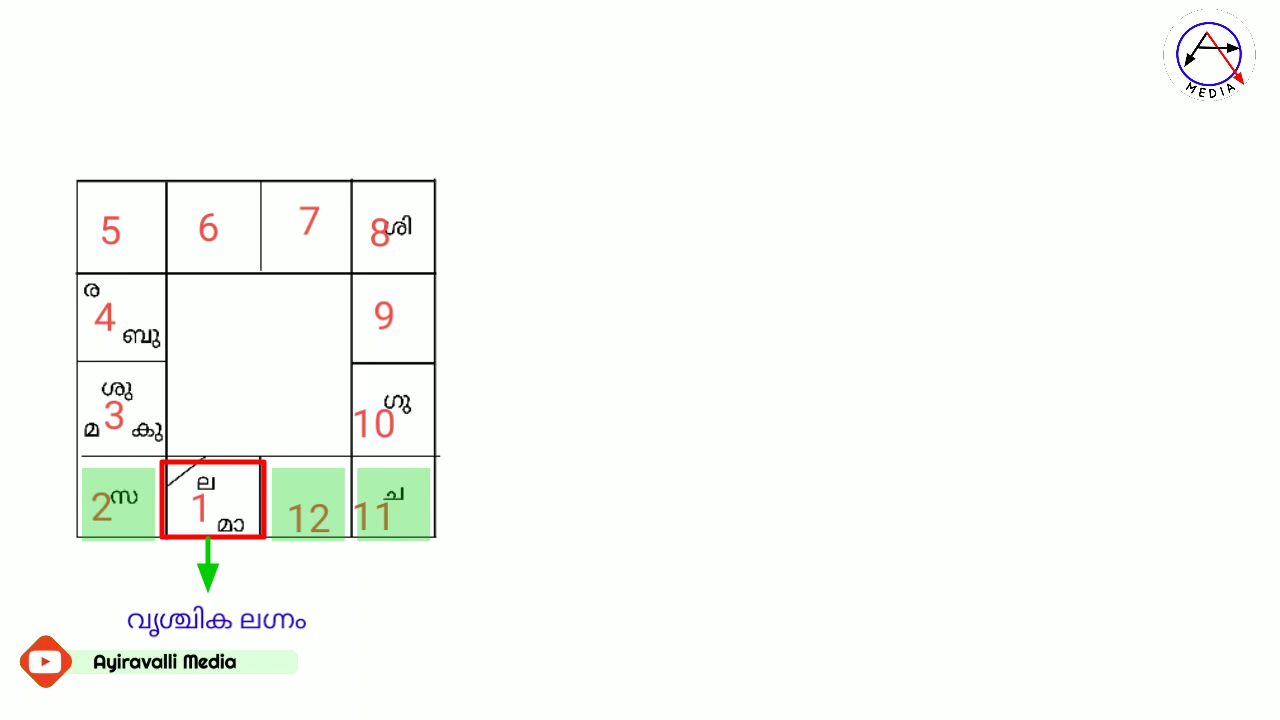 MEDIA
5 6 7 8 ശി
ര
4
ബു
9
ശു
മ 3 കു
ഗു
10
2 സ
ല
1
മാ
12
ച
11
വൃശ്ചിക ലഗ്നം
Ayiravalli Media